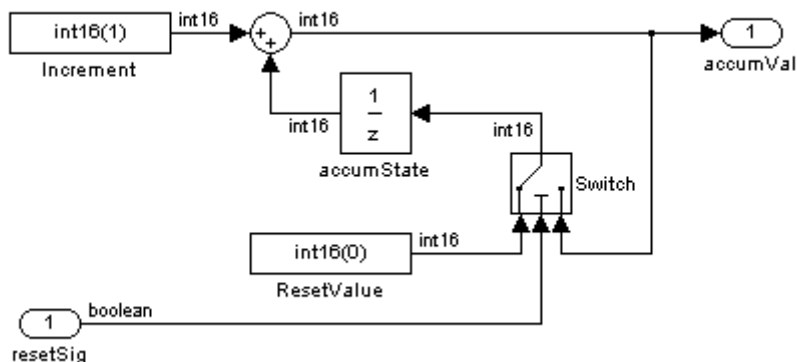 int16(1)
int16
int16
1
Increment
accumVal
1
z
int16
int16
accumState
Switch
int16(0)
int16
ResetValue
boolean
1
resetSig